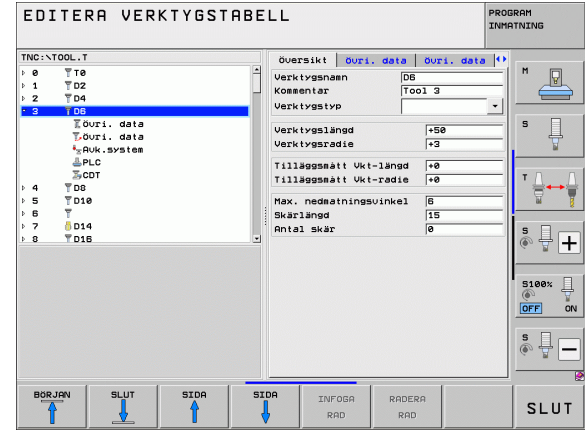 EDITERA VERKTYGSTABELL
PROGRAM
INMATNING
TNC:\TOOL.T
0 T0
1 D2
2 D4
3 D6
övri. data
övri. data
Avk.system
PLC
CDT
4 D8
5 D10
6
7 D14
8 D16
översikt övri. data övri. data
Verktygsnamn D6
Kommentar Tool 3
Verktygstyp
Verktygslängd +50
Verktygsradie +3
Tilläggsmått Vkt-längd +0
Tilläggsmått Vkt-radie +0
Max. nedmatningsvinkel 6
Skärlängd 15
Antal skär 0
M
S
T
S +
S100%
OFF ON
S -
BÖRJAN SLUT SIDA SIDA INFOGA RAD RADERA RAD SLUT